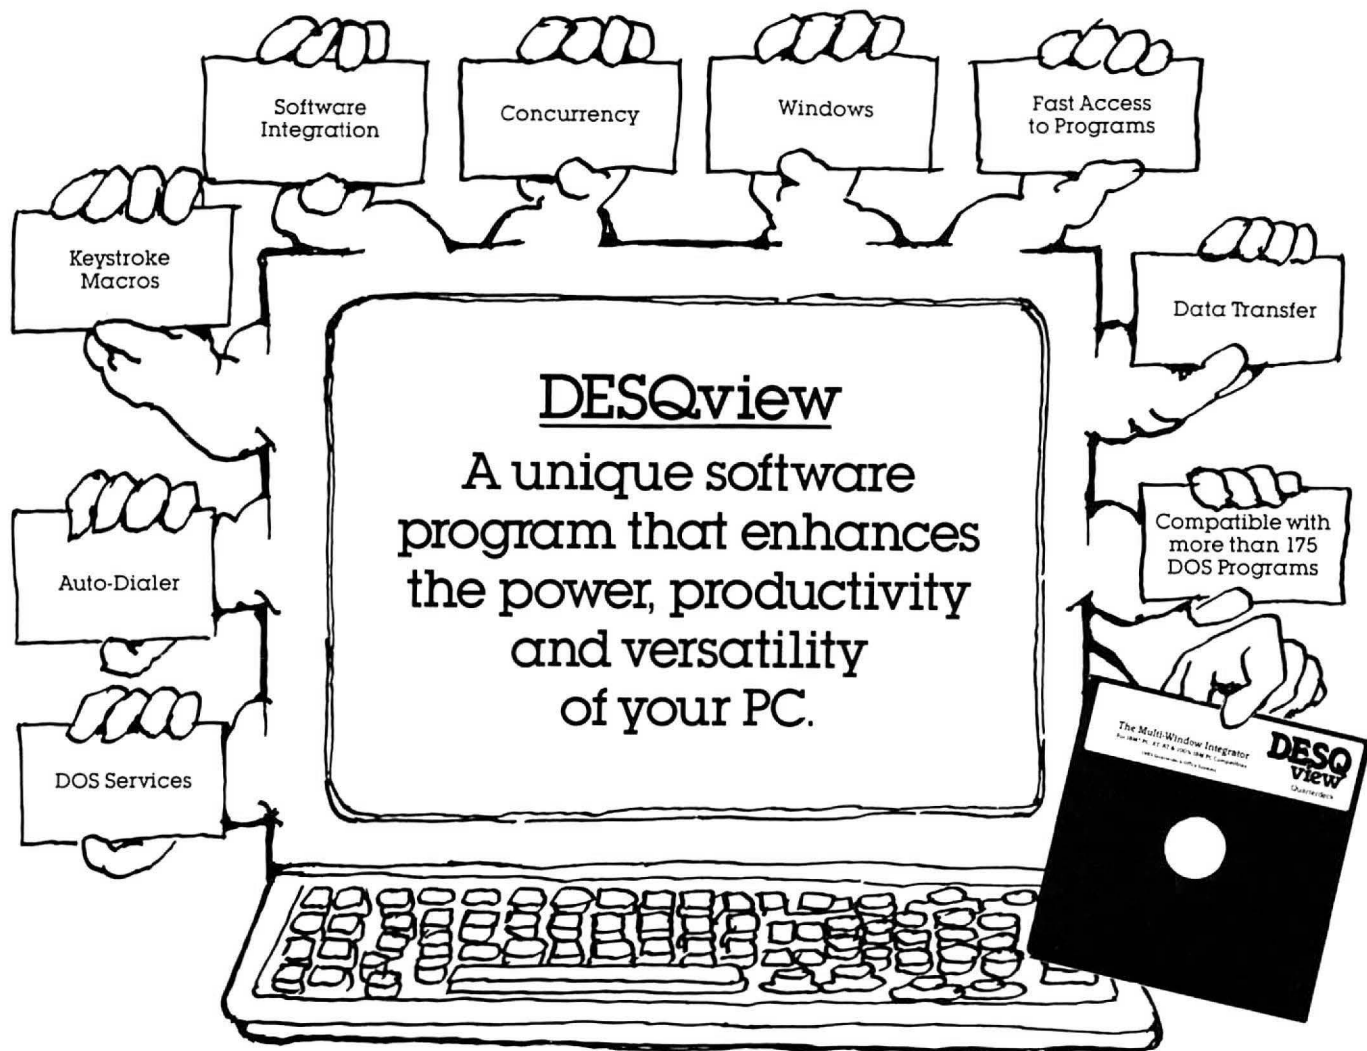 Software
Integration
Concurrency
Windows
Fast Access
to Programs
Keystroke
Macros
Data Transfer
DESQview
A unique software
program that enhances
the power, productivity
and versatility
of your PC.
Auto-Dialer
Compatible with
more than 175
DOS Programs
DOS Services
The Multi-Window Integrator
DESQ
view
Quarterdeck